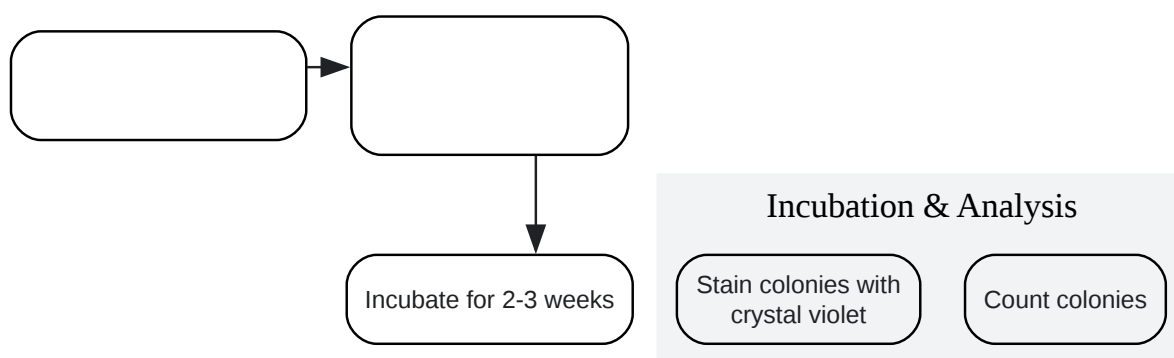 Incubation & Analysis
Incubate for 2-3 weeks
Stain colonies with
crystal violet
Count colonies